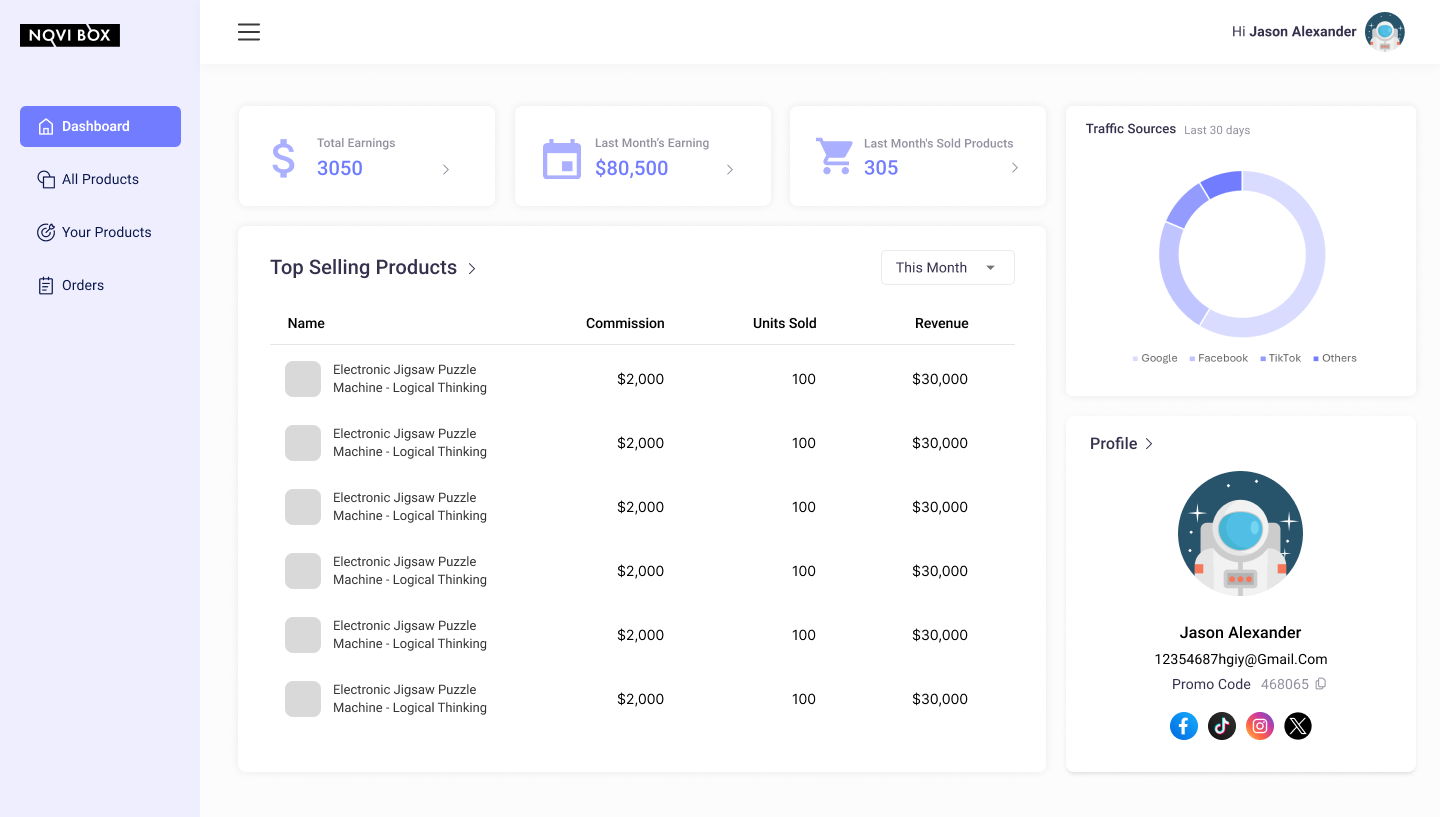 NQVI BOX
Hi Jason Alexander
Dashboard
All Products
Your Products
Orders
Total Earnings
3050
Last Month's Earning
$80,500
Last Month's Sold Products
305
Top Selling Products
This Month
Name Commission Units Sold Revenue
Electronic Jigsaw Puzzle
Machine - Logical Thinking
$2,000 100 $30,000
Electronic Jigsaw Puzzle
Machine - Logical Thinking
$2,000 100 $30,000
Electronic Jigsaw Puzzle
Machine - Logical Thinking
$2,000 100 $30,000
Electronic Jigsaw Puzzle
Machine - Logical Thinking
$2,000 100 $30,000
Electronic Jigsaw Puzzle
Machine - Logical Thinking
$2,000 100 $30,000
Electronic Jigsaw Puzzle
Machine - Logical Thinking
$2,000 100 $30,000
Traffic Sources Last 30 days
Google Facebook TikTok Others
Profile
Jason Alexander
12354687hgiy@Gmail.Com
Promo Code 468065